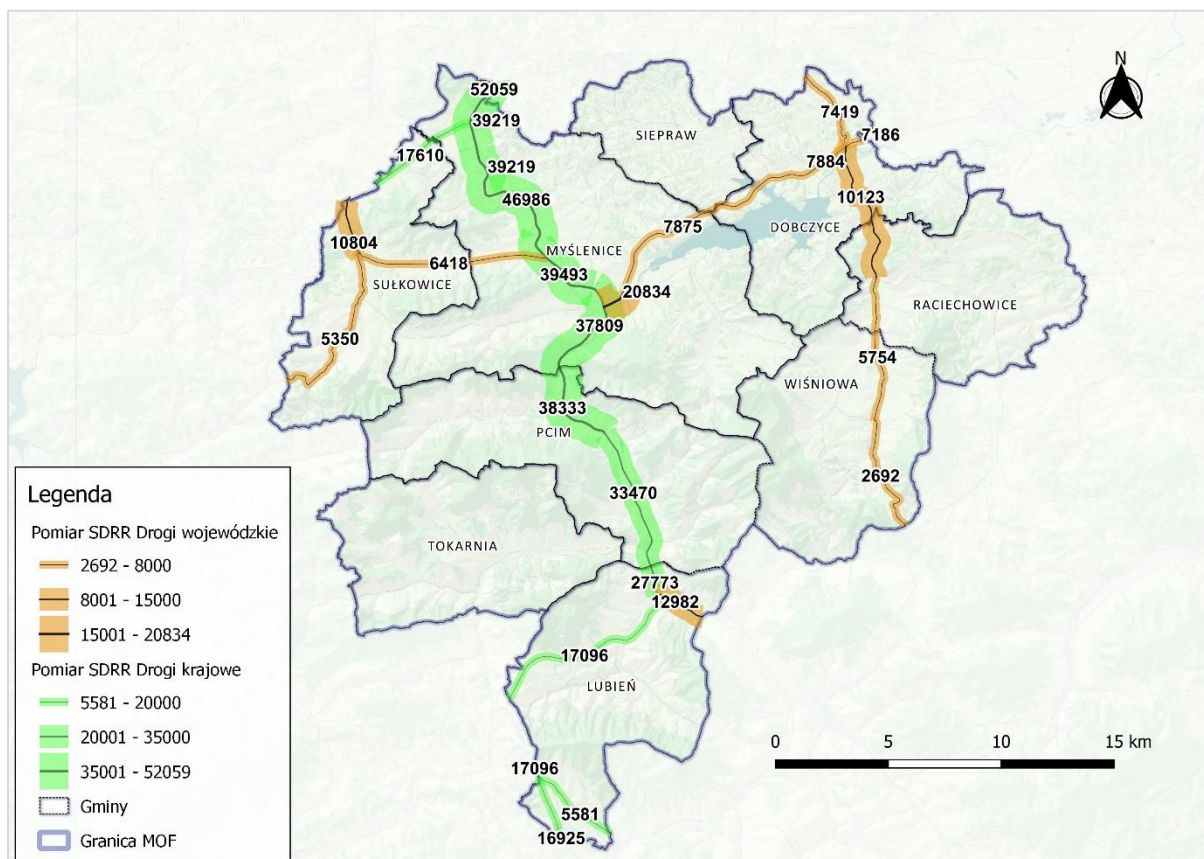 N
52059
39219
17610
39219
46986
SIEPRAW
7419
7186
7884
10123
7875
DOBCZYCE
10804
6418
SUŁKOWICE
MYŚLENICE
39493
20834
RACIECHOWICE
37809
5350
5754
WIŚNIOWA
38333
PCIM
33470
2692
TOKARNIA
27773
12982
17096
LUBIEŃ
17096
5581
16925
0 5 10 15 km
Legenda
Pomiar SDRR Drogi wojewódzkie
2692 - 8000
8001 - 15000
15001 - 20834
Pomiar SDRR Drogi krajowe
5581 - 20000
20001 - 35000
35001 - 52059
Gminy
Granica MOF